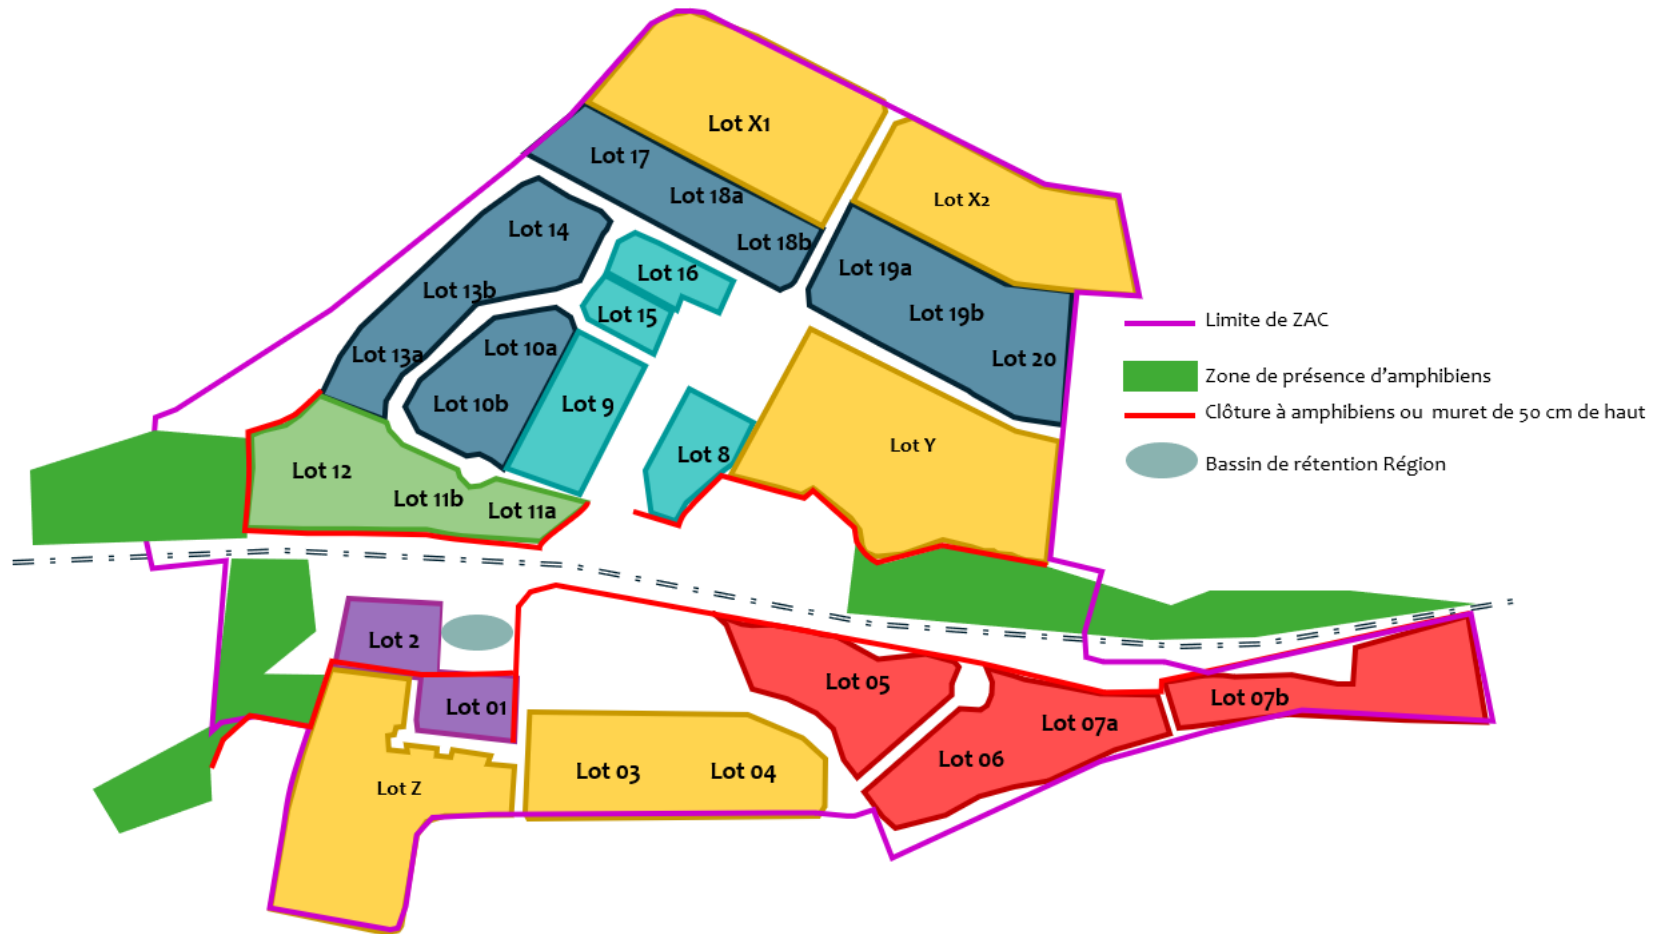 Lot X1
Lot 17
Lot 18a
Lot X2
Lot 14
Lot 18b
Lot 16
Lot 19a
Lot 13b
Lot 15
Lot 19b
Limite de ZAC
Lot 13a
Lot 10a
Lot 20
Zone de présence d'amphibiens
Lot 10b
Lot 9
Clôture à amphibiens ou muret de 50 cm de haut
Lot Y
Lot 8
Bassin de rétention Région
Lot 12
Lot 11b
Lot 11a
Lot 2
Lot 05
Lot 07b
Lot 01
Lot 07a
Lot 06
Lot 03
Lot 04
Lot Z